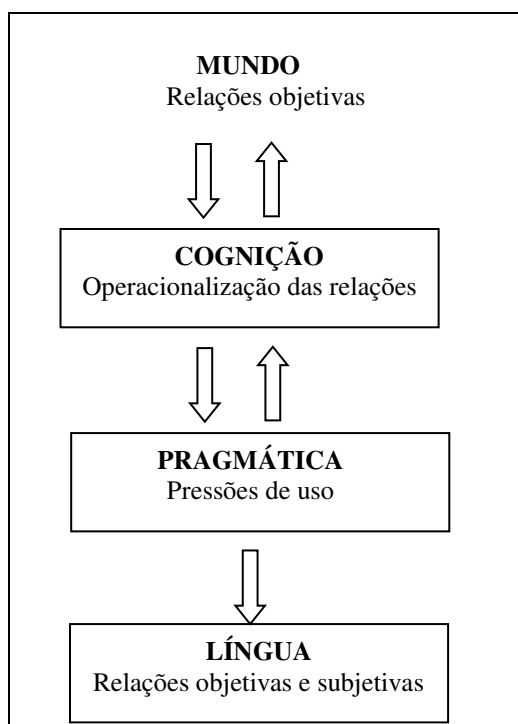 MUNDO
Relações objetivas
COGNIÇÃO
Operacionalização das relações
PRAGMÁTICA
Pressões de uso
LÍNGUA
Relações objetivas e subjetivas